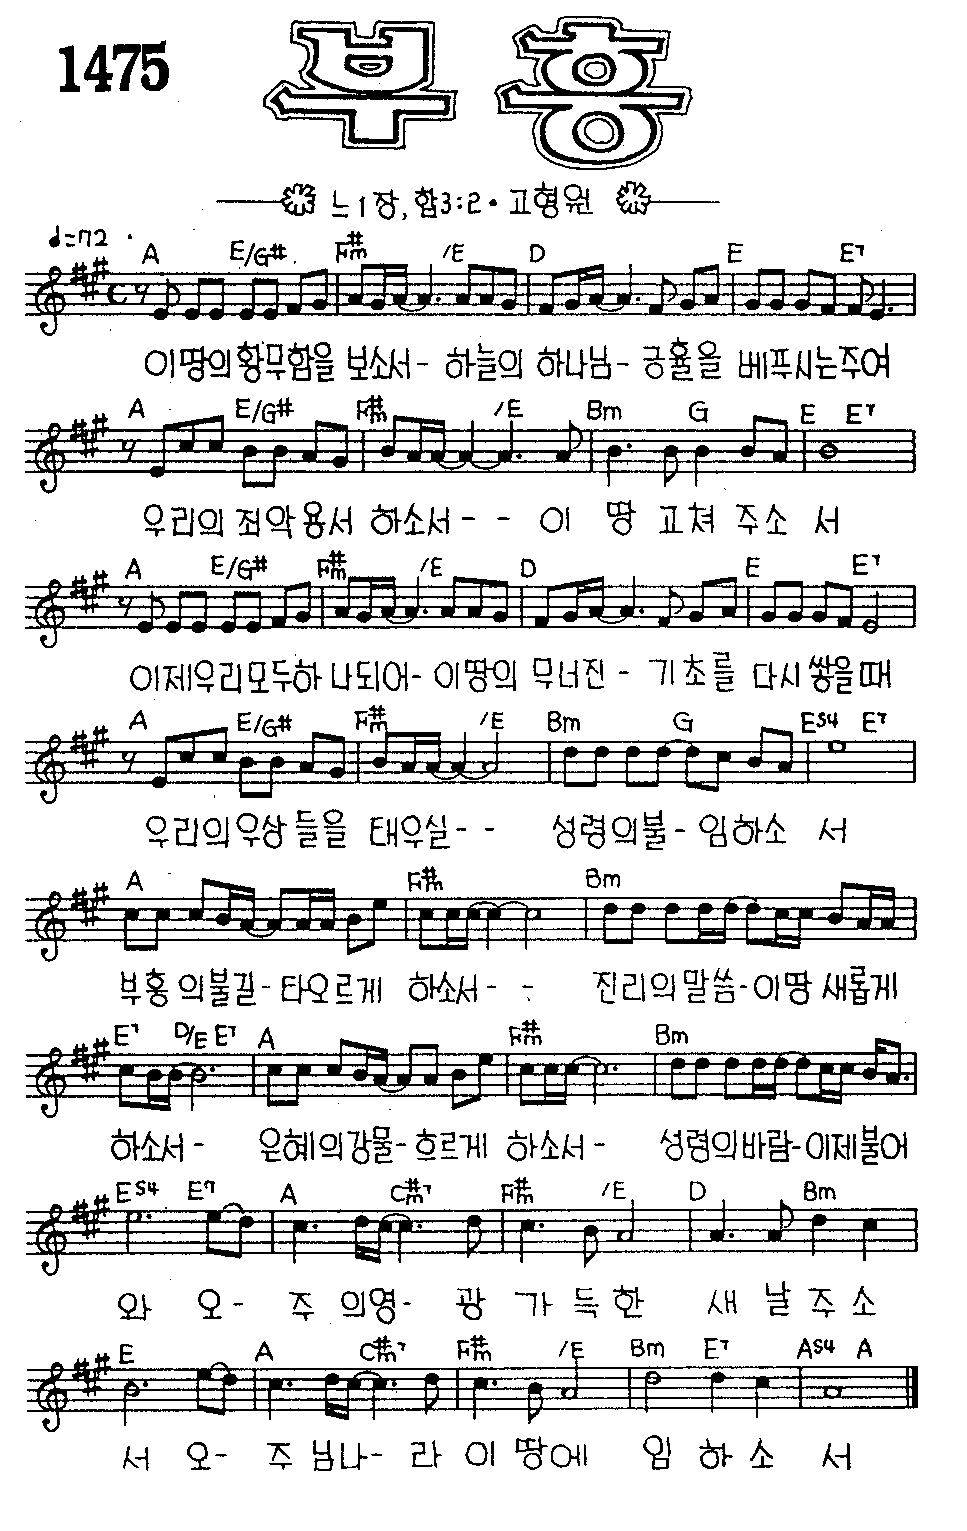 1475
부흥
느 1장, 합 3:2 • 고형원
♩=72
A E/G# F#m /E D E E7
이 땅의 황무함을 보소서- 하늘의 하나님- 긍휼을 베푸시는 주여
A E/G# F#m /E Bm G E E7
우리의 죄악 용서 하소서- - 이 땅 고쳐 주소서
A E/G# F#m /E D E E7
이제 우리 모두 하나되어- 이 땅의 무너진- 기초를 다시 쌓을 때
A E/G# F#m /E Bm G ES4 E7
우리의 우상들을 태우실- - 성령의 불- 임하소서
A F#m Bm
부흥의 불길- 타오르게 하소서- - 진리의 말씀- 이 땅 새롭게
E7 D/E E7 A F#m Bm
하소서- 은혜의 강물- 흐르게 하소서- 성령의 바람- 이제 불어
ES4 E7 A C#m7 F#m /E D Bm
와 오- 주의 영- 광 가득한 새 날 주소
E A C#m7 F#m /E Bm E7 AS4 A
서 오- 주님 나- 라 이 땅에 임하소서